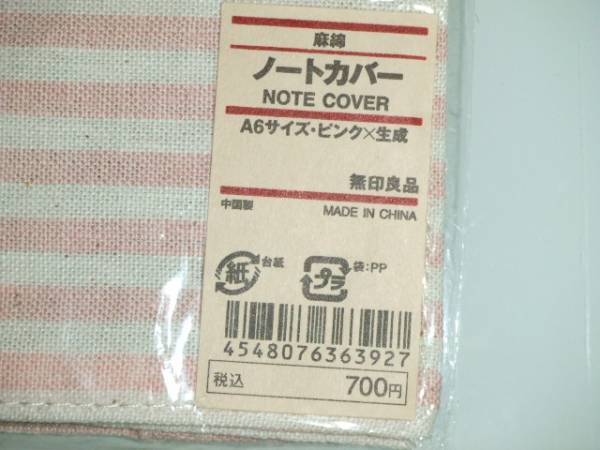 麻綿
ノートカバー
NOTE COVER
A6サイズ・ピンク×生成
無印良品
中国製 MADE IN CHINA
紙 台紙 プラ 袋:PP
4548076363927
税込 700円